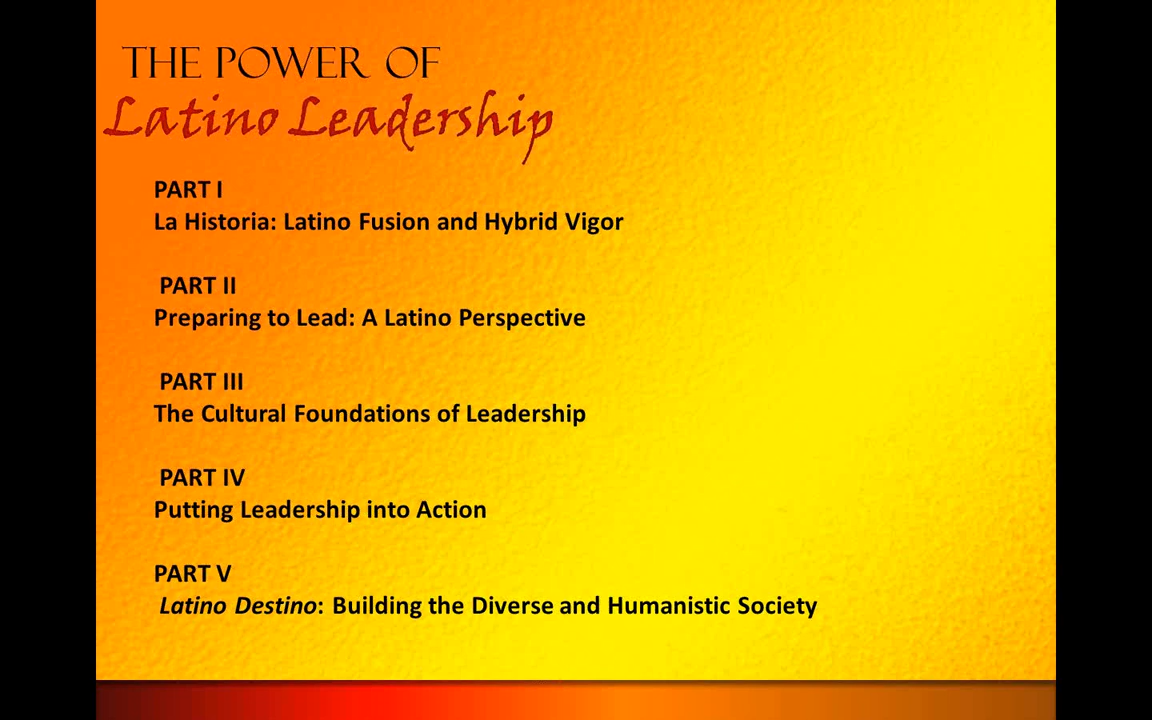 THE POWER OF
Latino Leadership
PART I
La Historia: Latino Fusion and Hybrid Vigor
PART II
Preparing to Lead: A Latino Perspective
PART III
The Cultural Foundations of Leadership
PART IV
Putting Leadership into Action
PART V
Latino Destino: Building the Diverse and Humanistic Society